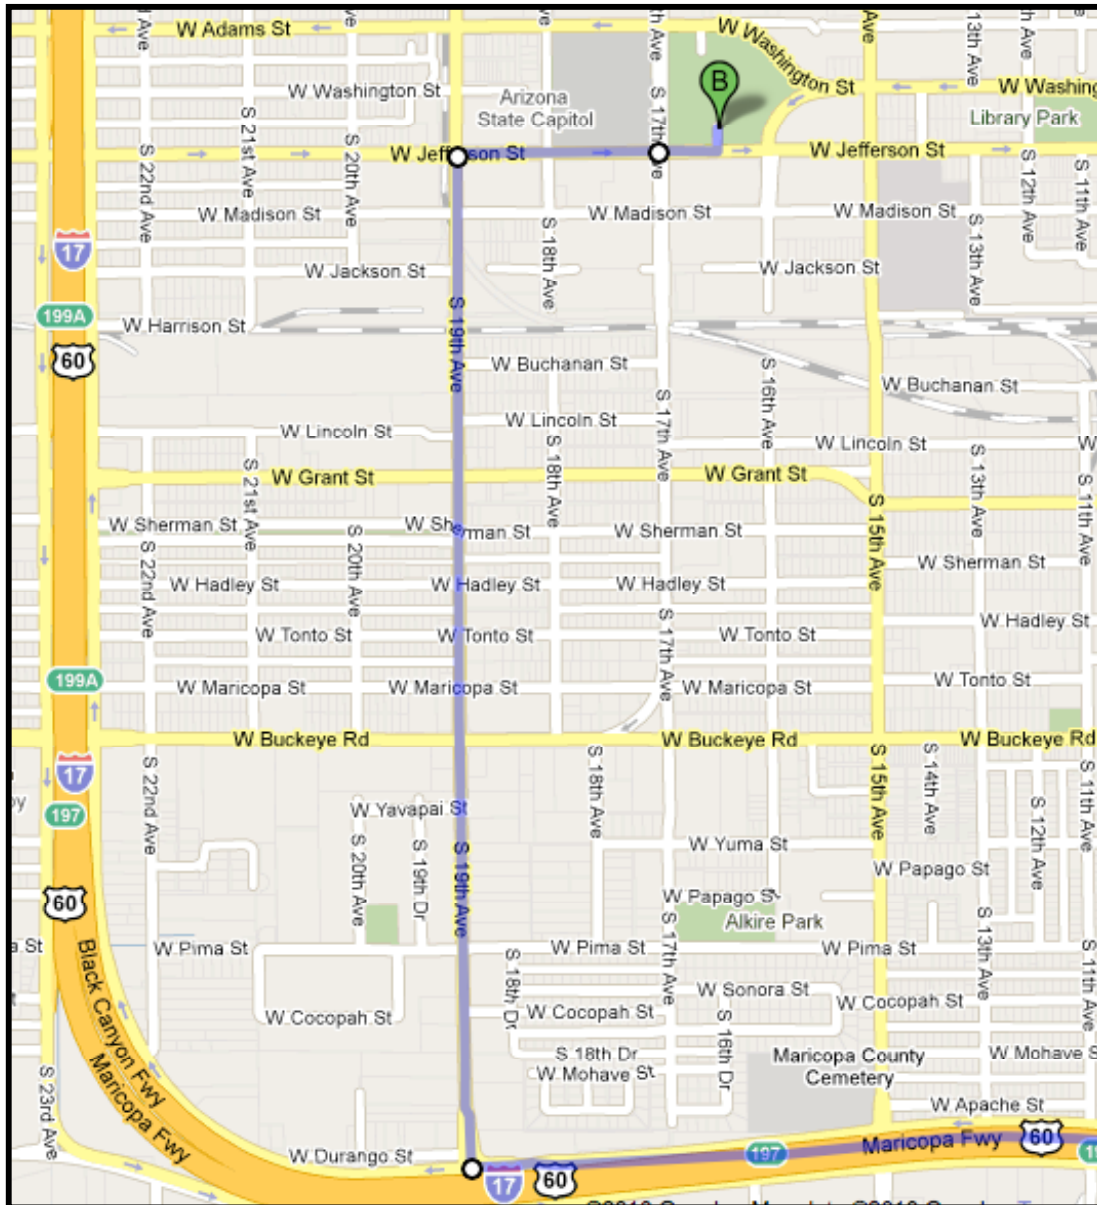 W Adams St
W Washington St
13th Ave
B
W Washington St
Arizona
State Capitol
Library Park
S 21st Ave
S 22nd Ave
S 20th Ave
S 17th Ave
W Jefferson St
W Jefferson St
S 12th Ave
S 11th Ave
W Madison St
W Madison St
W Madison St
S 18th Ave
S 13th Ave
17
W Jackson St
W Jackson St
199A
W Harrison St
S 19th Ave
60
W Buchanan St
S 16th Ave
W Buchanan St
W Lincoln St
W Lincoln St
S 17th Ave
W Lincoln St
W Grant St
W Grant St
S 18th Ave
S 21st Ave
S 13th Ave
S 11th Ave
S 15th Ave
W Sherman St
W Sherman St
W Sherman St
W Sherman St
S 22nd Ave
S 20th Ave
W Hadley St
W Hadley St
W Hadley St
W Hadley St
S 17th Ave
W Tonto St
W Tonto St
W Tonto St
W Tonto St
199A
W Maricopa St
W Maricopa St
W Maricopa St
W Buckeye Rd
W Buckeye Rd
W Buckeye Rd
17
S 22nd Ave
S 18th Ave
S 15th Ave
S 14th Ave
S 11th Ave
197
W Yavapai St
S 20th Ave
S 19th Dr
S 19th Ave
S 12th Ave
W Yuma St
W Papago St
W Papago St
60
Alkire Park
S 17th Ave
S 13th Ave
W Pima St
W Pima St
W Pima St
S 11th Ave
Black Canyon Fwy
Maricopa Fwy
S 18th Dr
W Sonora St
W Cocopah St
W Cocopah St
W Cocopah St
S 16th Dr
S 18th Dr
W Mohave St
W Mohave St
Maricopa County
Cemetery
S 23rd Ave
W Apache St
W Durango St
17
60
197
Maricopa Fwy
60